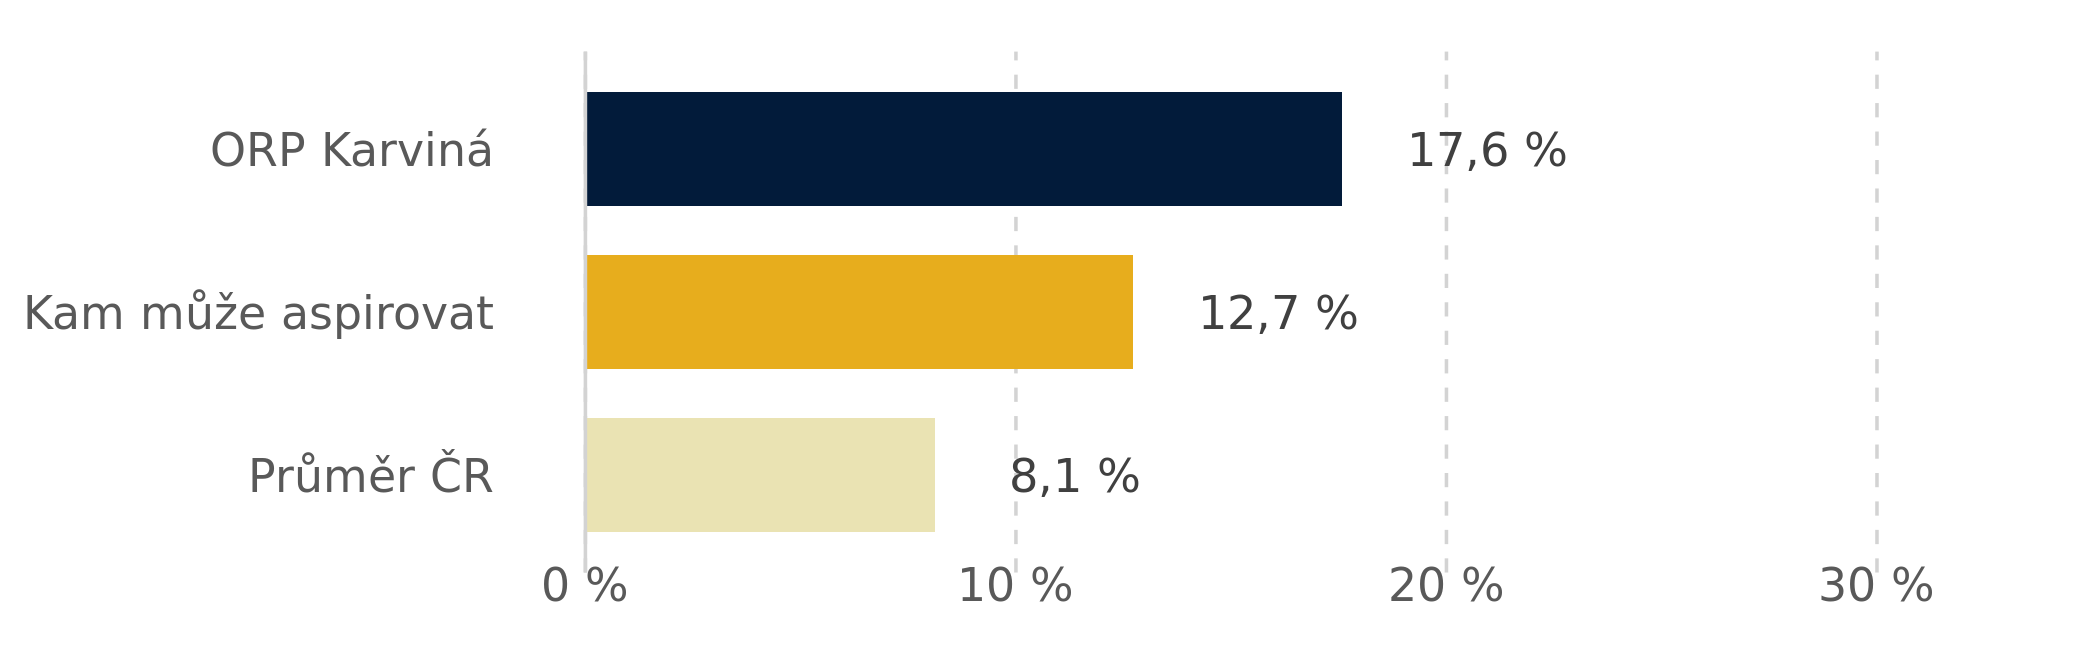 ORP Karviná 17,6 %
Kam může aspirovat 12,7 %
Průměr ČR 8,1 %
0 % 10 % 20 % 30 %